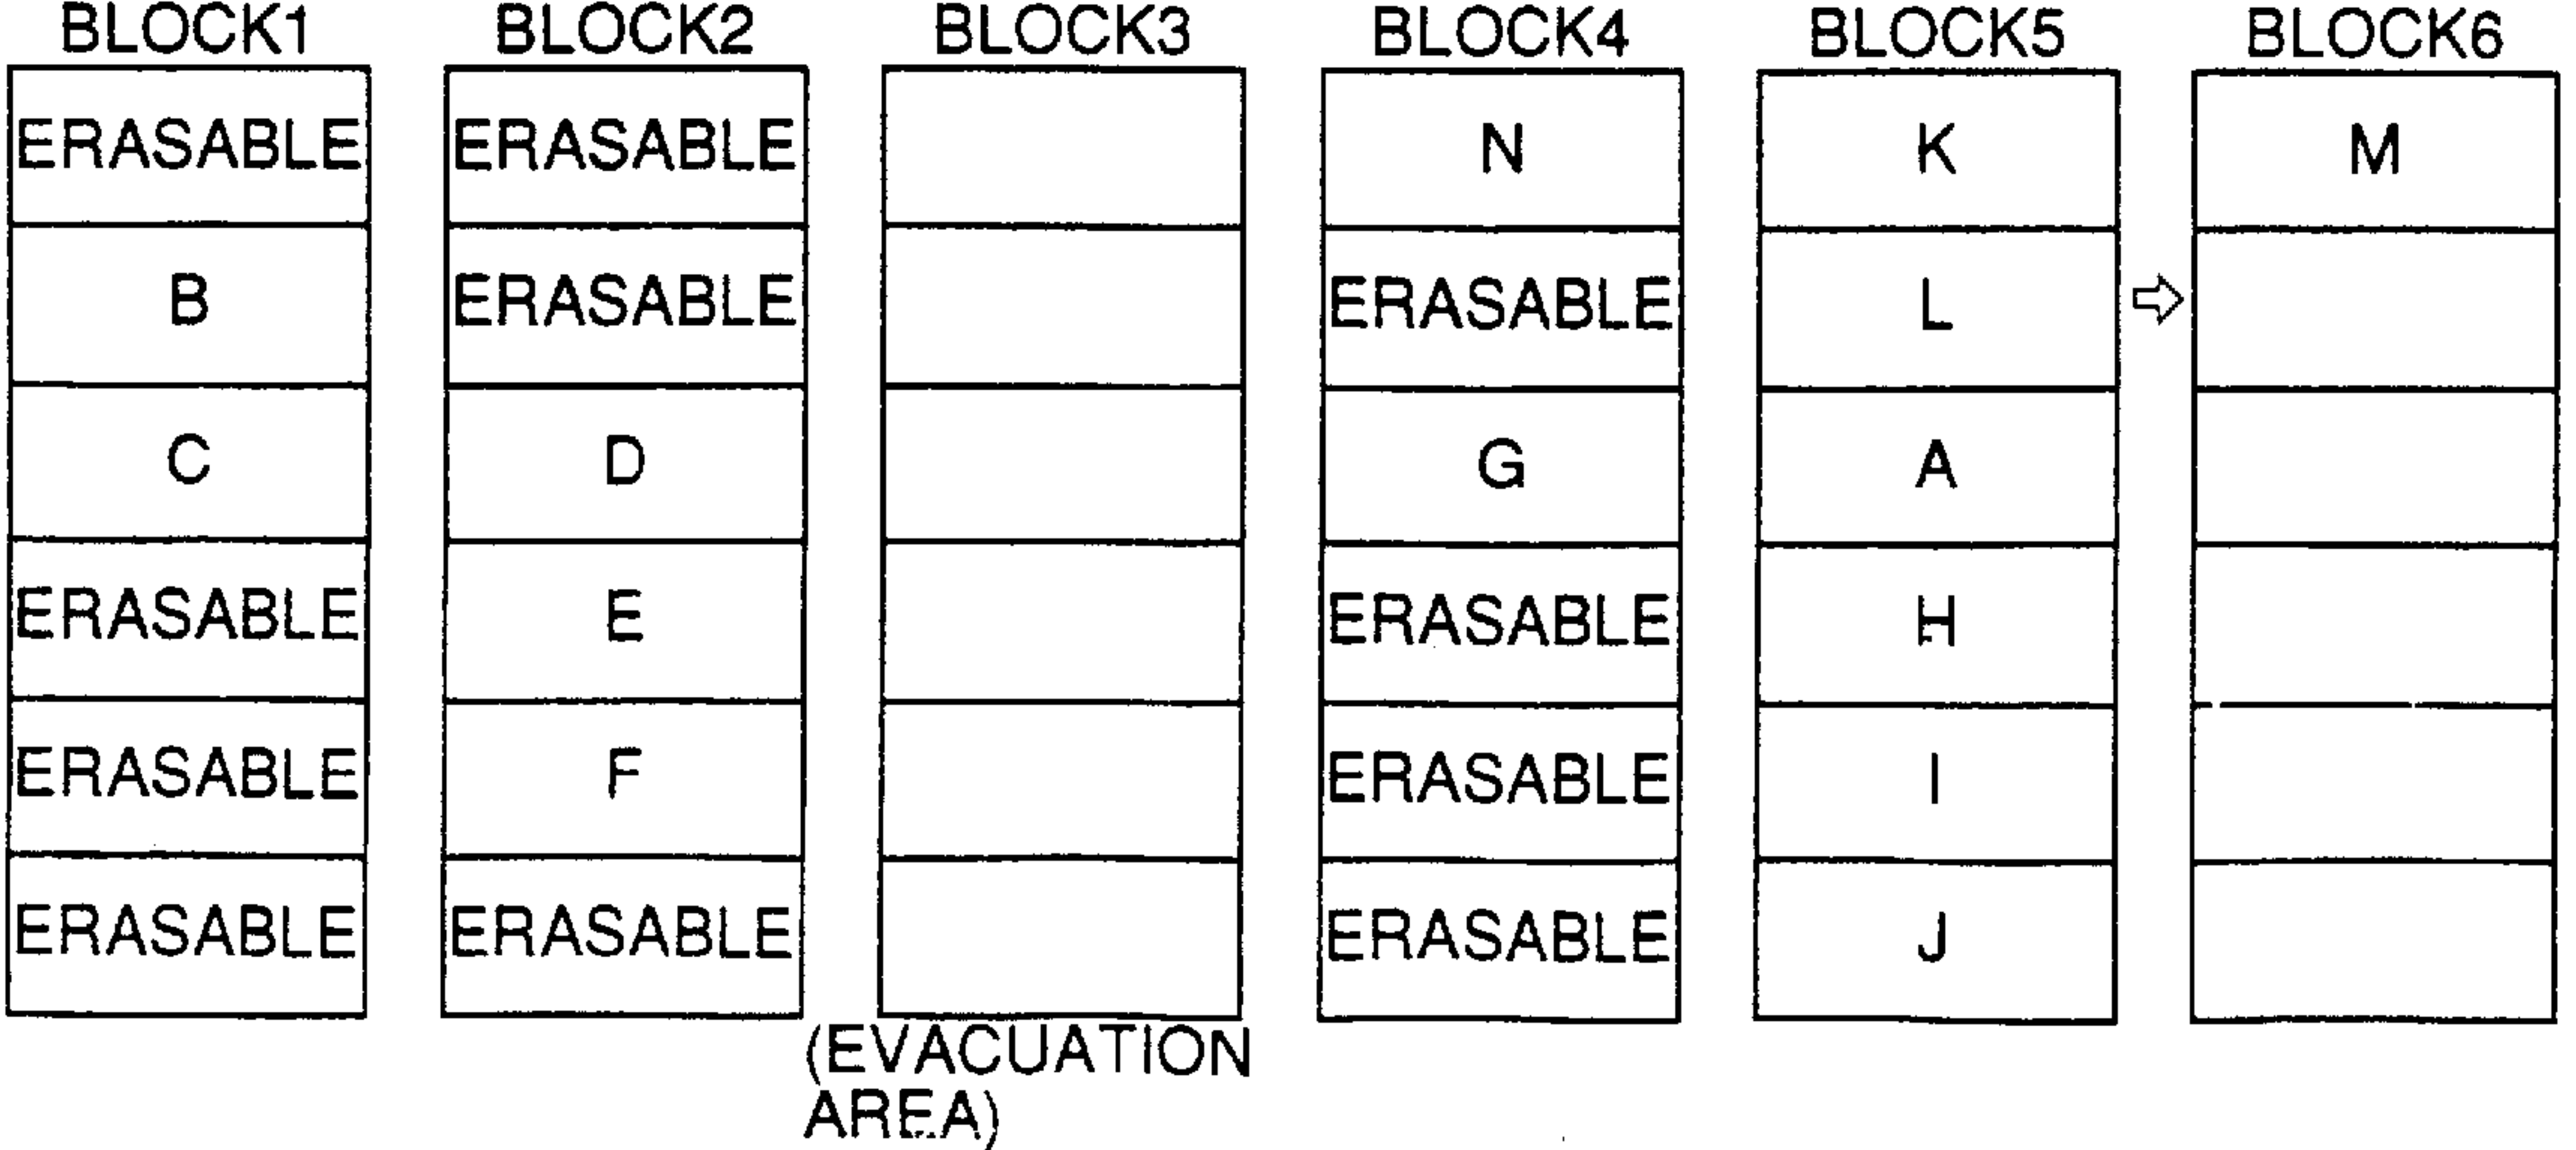 BLOCK1 BLOCK2 BLOCK3 BLOCK4 BLOCK5 BLOCK6
ERASABLE ERASABLE N K M
B ERASABLE ERASABLE L
C D G A
ERASABLE E ERASABLE H
ERASABLE F ERASABLE I
ERASABLE ERASABLE ERASABLE J
(EVACUATION
AREA)